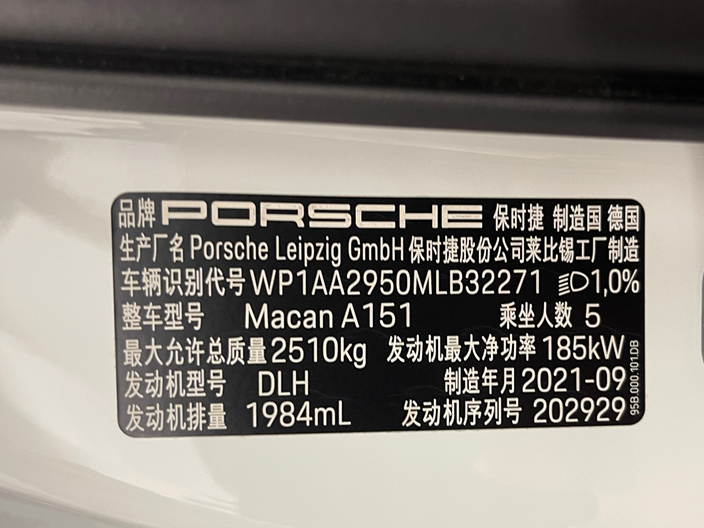 品牌 PORSCHE 保时捷 制造国 德国
生产厂名 Porsche Leipzig GmbH 保时捷股份公司莱比锡工厂制造
车辆识别代号 WP1AA2950MLB32271 1,0%
整车型号 Macan A151 乘坐人数 5
最大允许总质量 2510kg 发动机最大净功率 185kW
发动机型号 DLH 制造年月 2021-09
发动机排量 1984mL 发动机序列号 202929
95B.000.101.DB